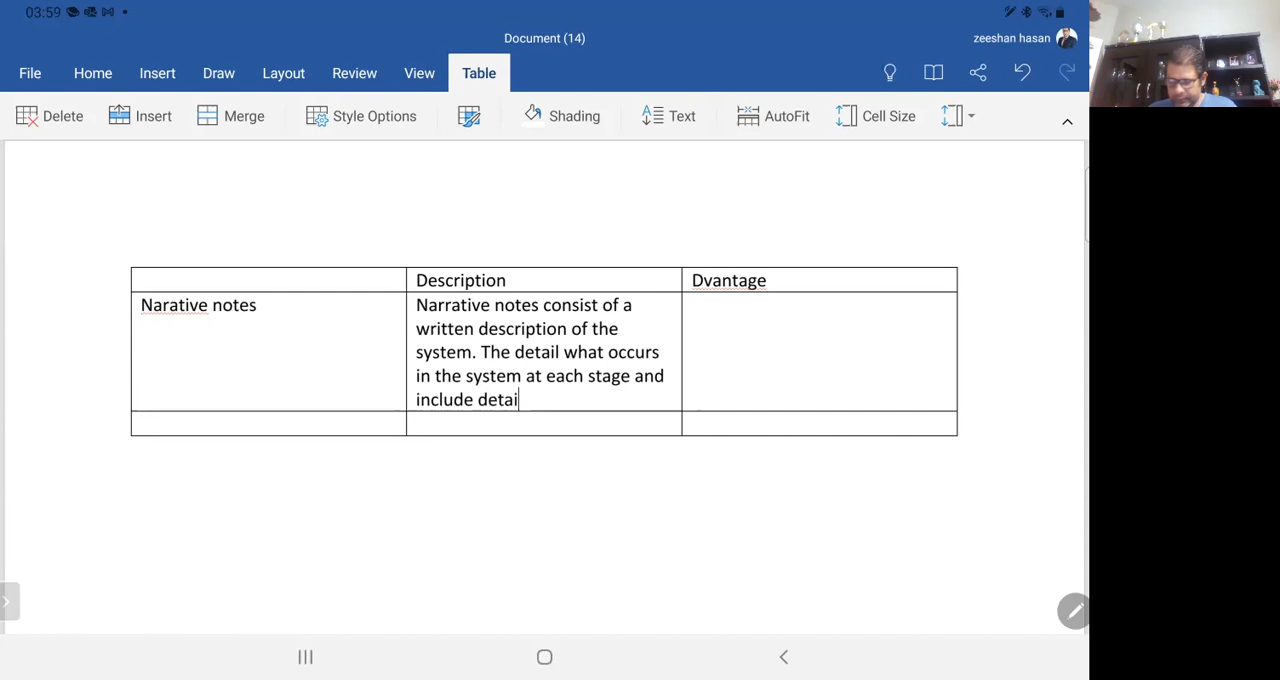 03:59
Document (14)
zeeshan hasan
File Home Insert Draw Layout Review View Table
Delete Insert Merge Style Options Shading Text AutoFit Cell Size
Description Dvantage
Narative notes
Narrative notes consist of a
written description of the
system. The detail what occurs
in the system at each stage and
include detai